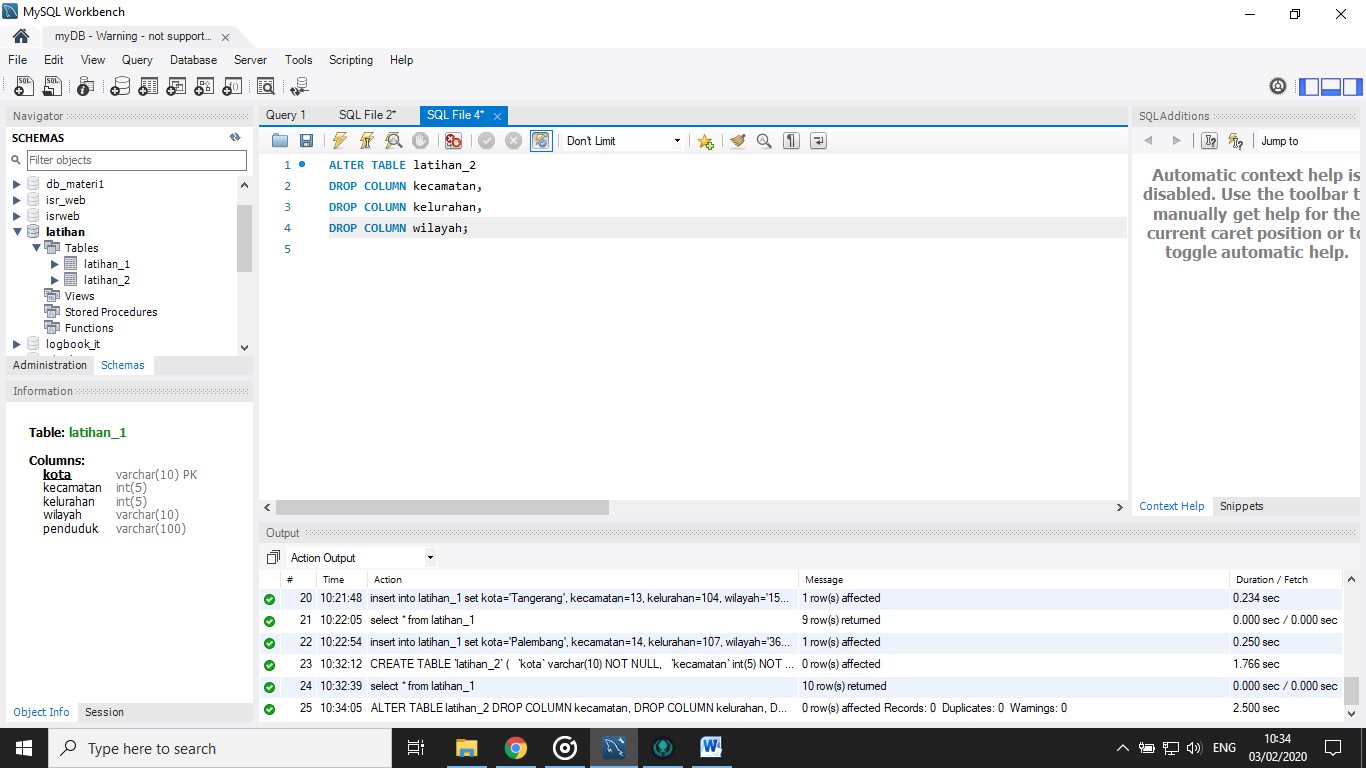 MySQL Workbench
myDB - Warning - not support...
File Edit View Query Database Server Tools Scripting Help
Navigator
SCHEMAS
Filter objects
db_materi1
isr_web
isrweb
latihan
Tables
latihan_1
latihan_2
Views
Stored Procedures
Functions
logbook_it
Administration Schemas
Information
Table: latihan_1
Columns:
kota varchar(10) PK
kecamatan int(5)
kelurahan int(5)
wilayah varchar(10)
penduduk varchar(100)
Object Info Session
Query 1 SQL File 2* SQL File 4*
Don't Limit
1 ALTER TABLE latihan_2
2 DROP COLUMN kecamatan,
3 DROP COLUMN kelurahan,
4 DROP COLUMN wilayah;
5
SQLAdditions
Jump to
Automatic context help is
disabled. Use the toolbar t
manually get help for the
current caret position or to
toggle automatic help.
Context Help Snippets
Output
Action Output
# Time Action Message Duration / Fetch
20 10:21:48 insert into latihan_1 set kota='Tangerang', kecamatan=13, kelurahan=104, wilayah='15... 1 row(s) affected 0.234 sec
21 10:22:05 select * from latihan_1 9 row(s) returned 0.000 sec / 0.000 sec
22 10:22:54 insert into latihan_1 set kota='Palembang', kecamatan=14, kelurahan=107, wilayah='36... 1 row(s) affected 0.250 sec
23 10:32:12 CREATE TABLE `latihan_2` ( `kota` varchar(10) NOT NULL, `kecamatan` int(5) NOT ... 0 row(s) affected 1.766 sec
24 10:32:39 select * from latihan_1 10 row(s) returned 0.000 sec / 0.000 sec
25 10:34:05 ALTER TABLE latihan_2 DROP COLUMN kecamatan, DROP COLUMN kelurahan, D... 0 row(s) affected Records: 0 Duplicates: 0 Warnings: 0 2.500 sec
Type here to search
ENG
10:34
03/02/2020